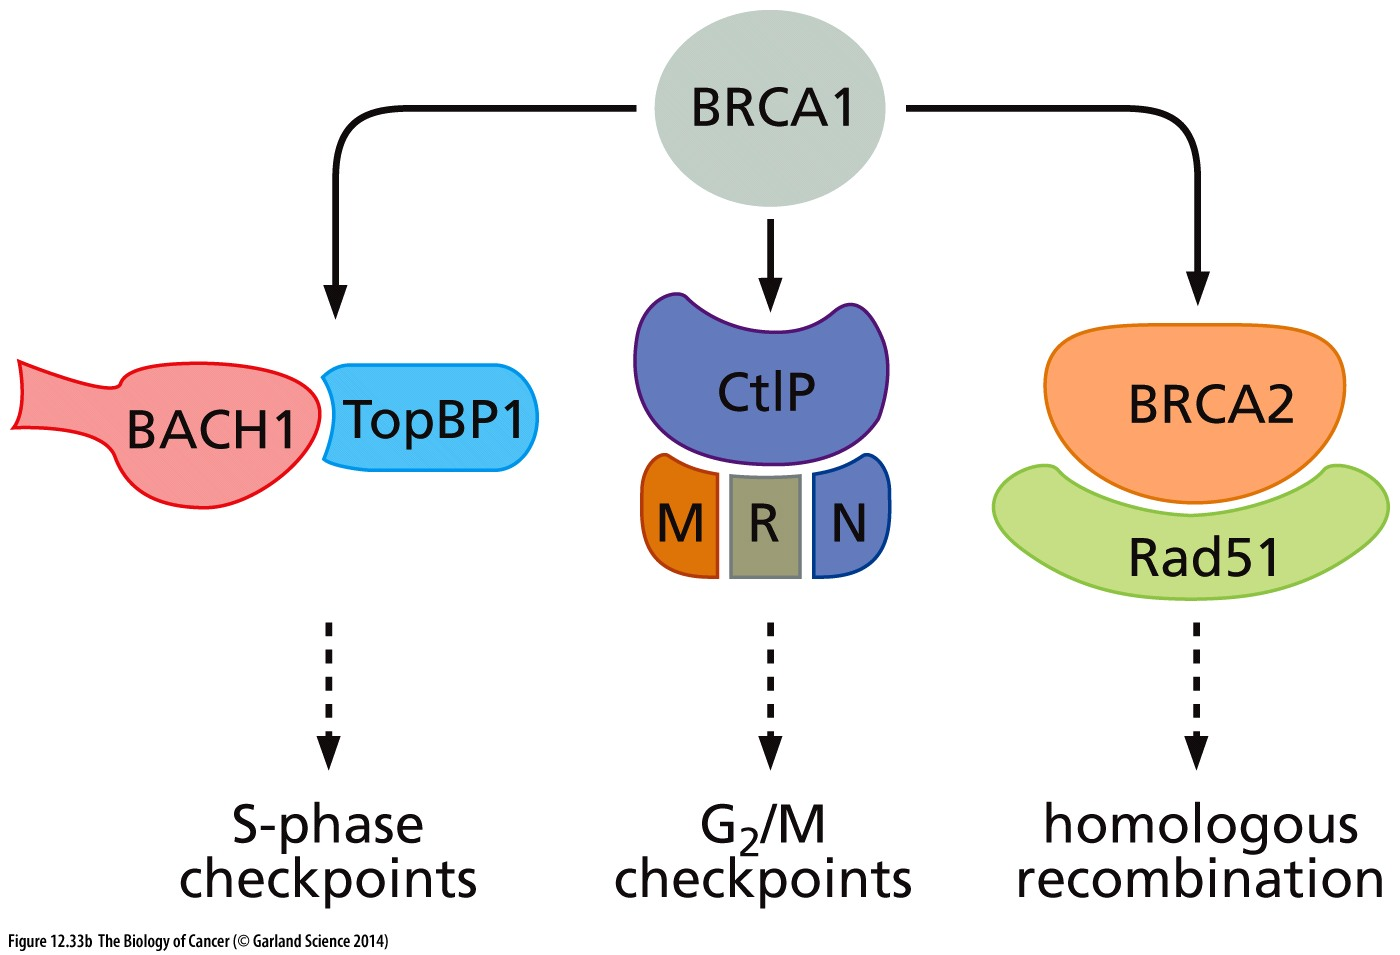 BRCA1
BACH1
TopBP1
CtlP
M
R
N
BRCA2
Rad51
S-phase
checkpoints
G₂/M
checkpoints
homologous
recombination
Figure 12.33b The Biology of Cancer (© Garland Science 2014)